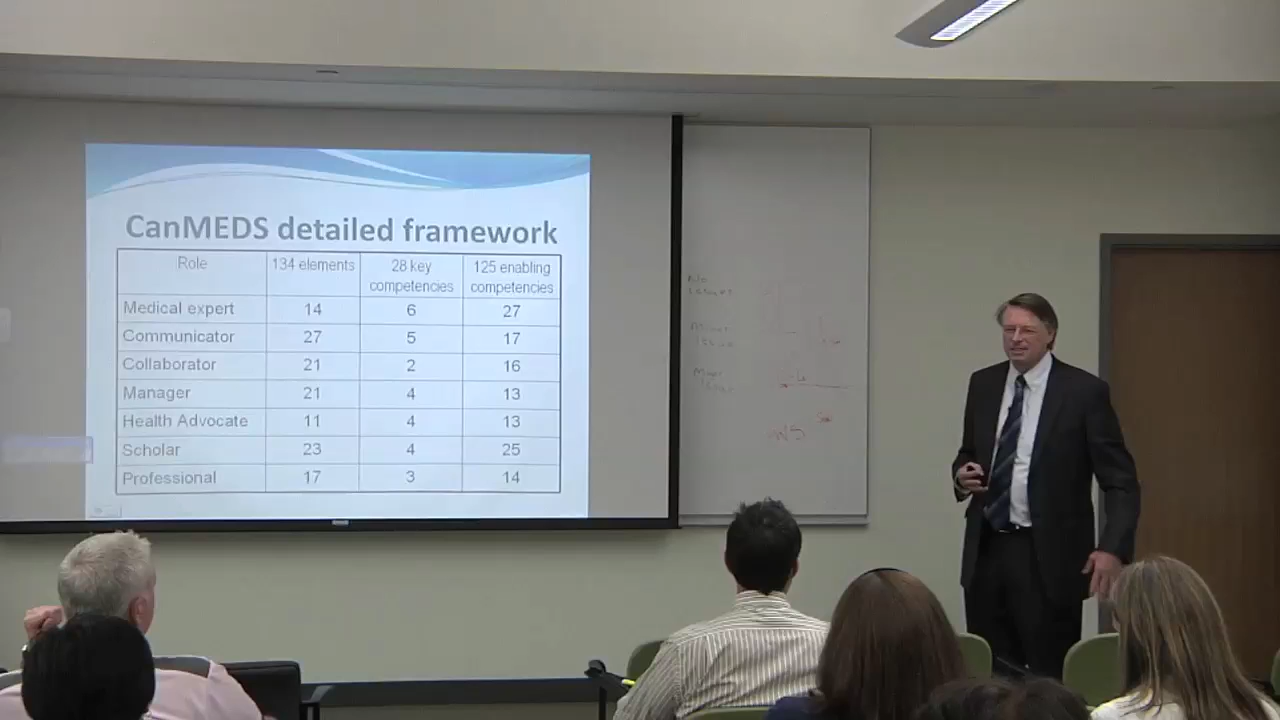 CanMEDS detailed framework
Role 134 elements 28 key competencies 125 enabling competencies
Medical expert 14 6 27
Communicator 27 5 17
Collaborator 21 2 16
Manager 21 4 13
Health Advocate 11 4 13
Scholar 23 4 25
Professional 17 3 14